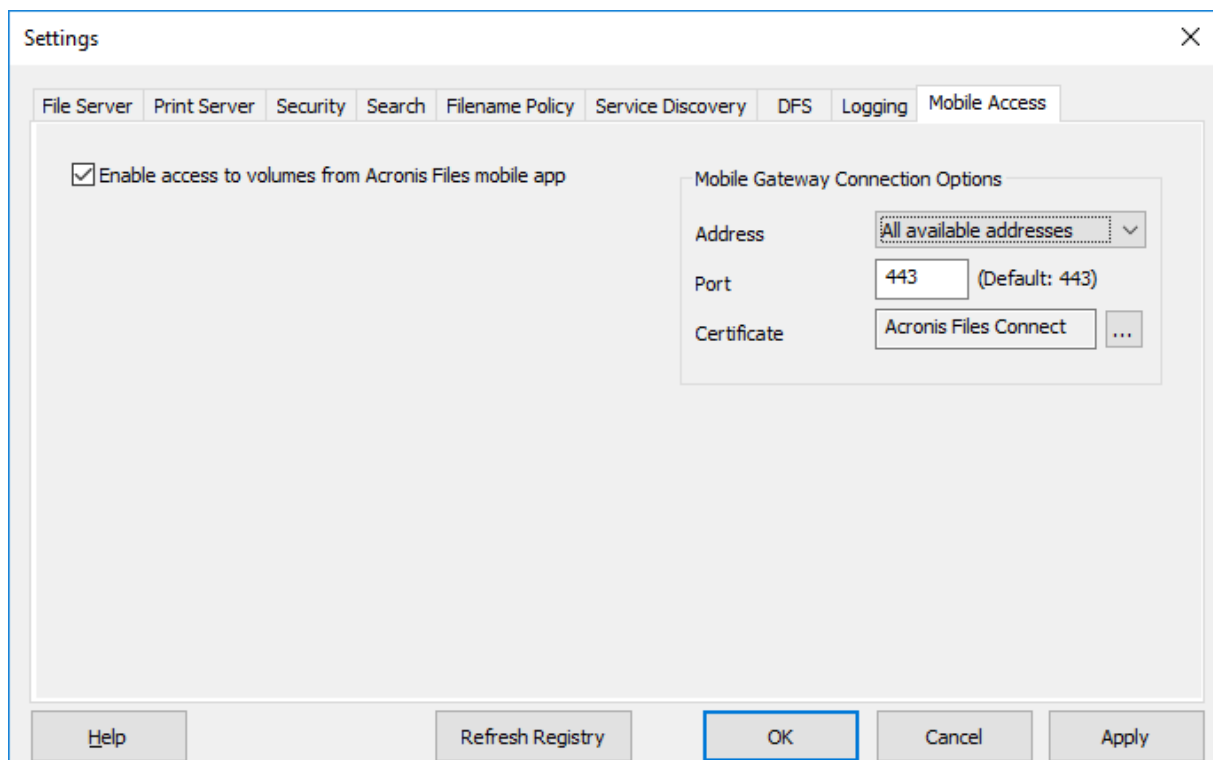 Settings
File Server Print Server Security Search Filename Policy Service Discovery DFS Logging Mobile Access
Enable access to volumes from Acronis Files mobile app
Mobile Gateway Connection Options
Address All available addresses
Port 443 (Default: 443)
Certificate Acronis Files Connect ...
Help Refresh Registry OK Cancel Apply